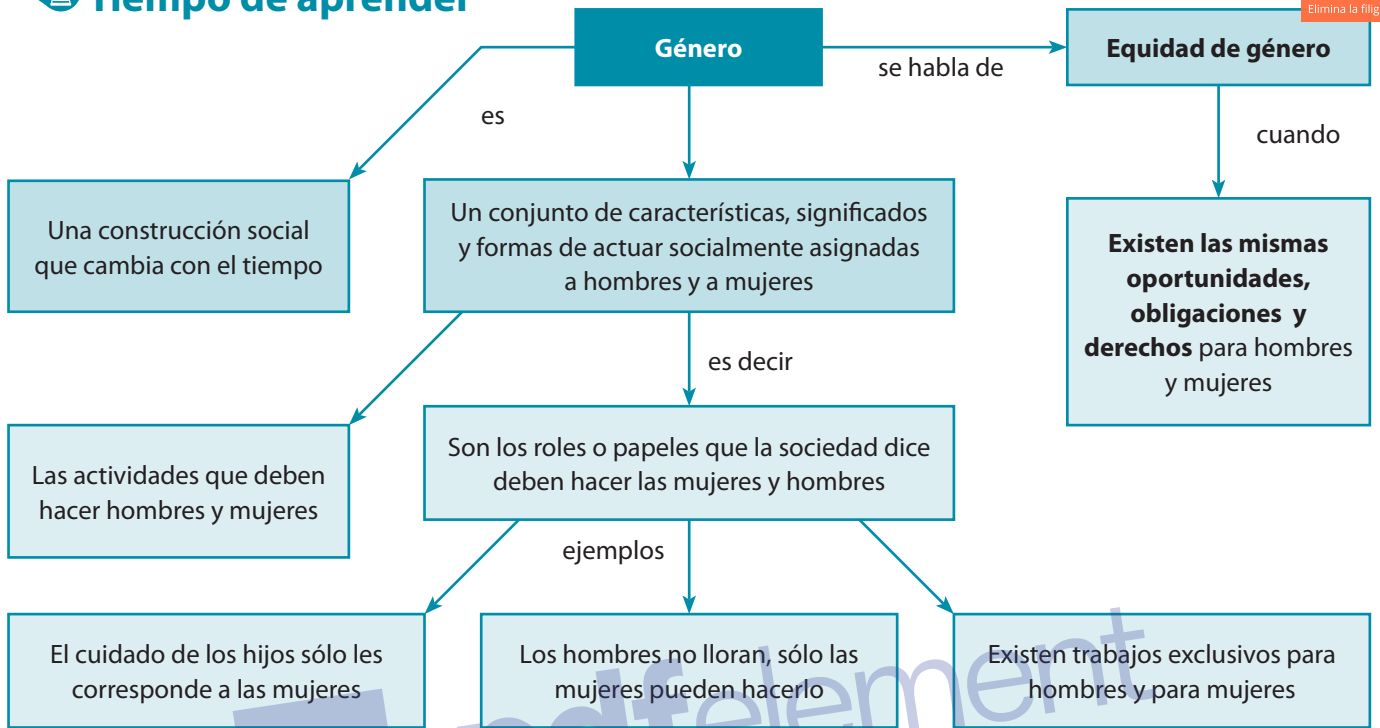 Tiempo de aprender
Elimina la filig
Género
se habla de
Equidad de género
es
cuando
Una construcción social
que cambia con el tiempo
Un conjunto de características, significados
y formas de actuar socialmente asignadas
a hombres y a mujeres
Existen las mismas
oportunidades,
obligaciones y
derechos para hombres
y mujeres
es decir
Las actividades que deben
hacer hombres y mujeres
Son los roles o papeles que la sociedad dice
deben hacer las mujeres y hombres
ejemplos
El cuidado de los hijos sólo les
corresponde a las mujeres
Los hombres no lloran, sólo las
mujeres pueden hacerlo
Existen trabajos exclusivos para
hombres y para mujeres
pdfelement